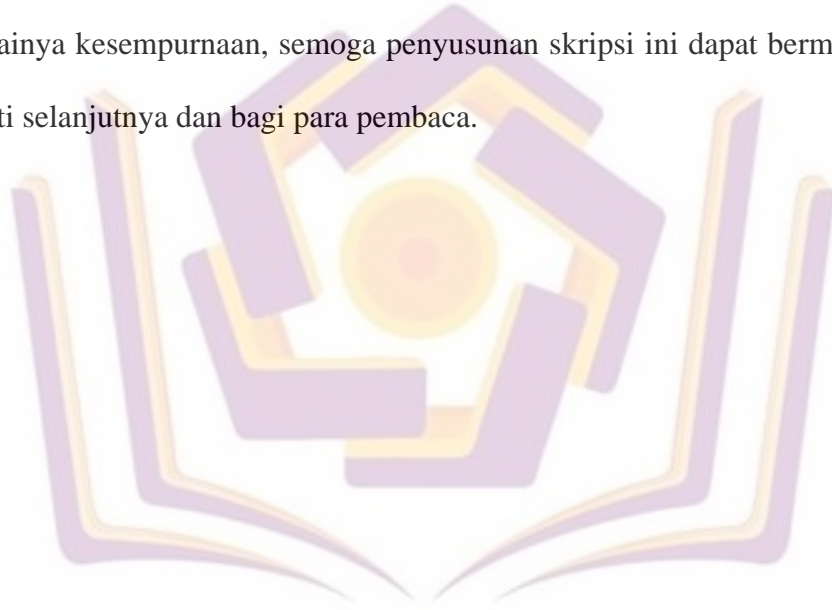 ainya kesempurnaan, semoga penyusunan skripsi ini dapat berm
ti selanjutnya dan bagi para pembaca.